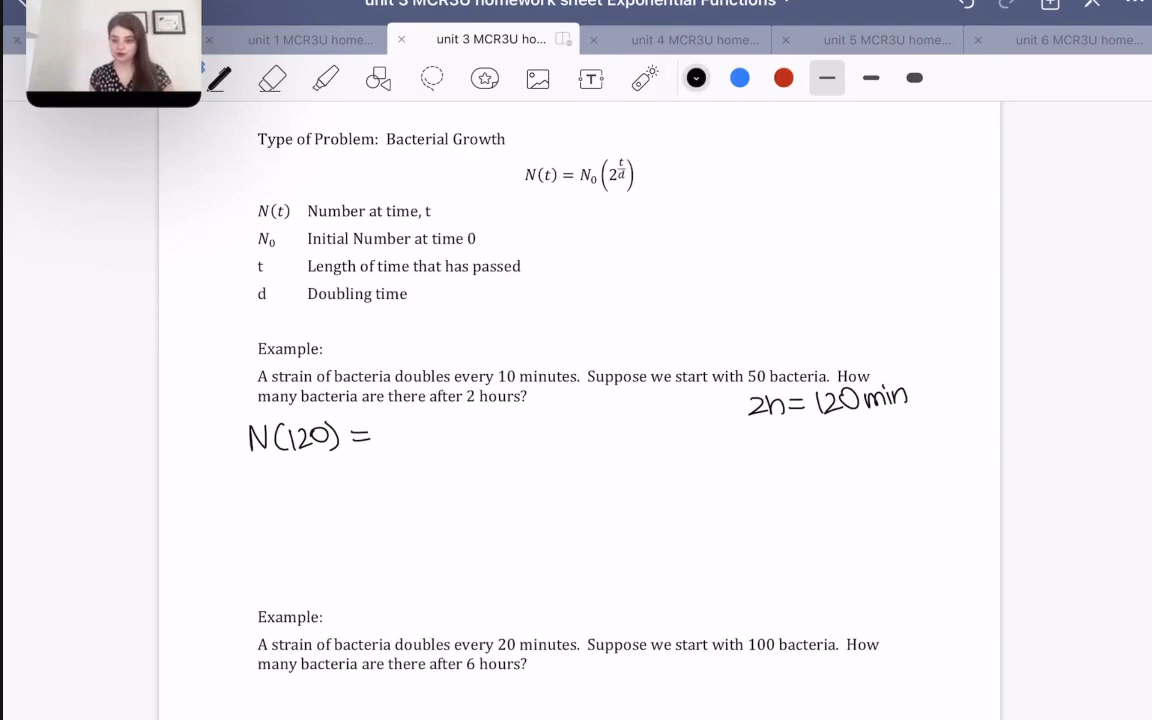 unit 3 MCR3U homework sheet Exponential Functions
unit 1 MCR3U home...
unit 3 MCR3U ho...
unit 4 MCR3U home...
unit 5 MCR3U home...
unit 6 MCR3U home...
Type of Problem: Bacterial Growth
N(t) = N₀(2^(t/d))
N(t) Number at time, t
N₀ Initial Number at time 0
t Length of time that has passed
d Doubling time
Example:
A strain of bacteria doubles every 10 minutes. Suppose we start with 50 bacteria. How
many bacteria are there after 2 hours?
2h = 120min
N(120) =
Example:
A strain of bacteria doubles every 20 minutes. Suppose we start with 100 bacteria. How
many bacteria are there after 6 hours?